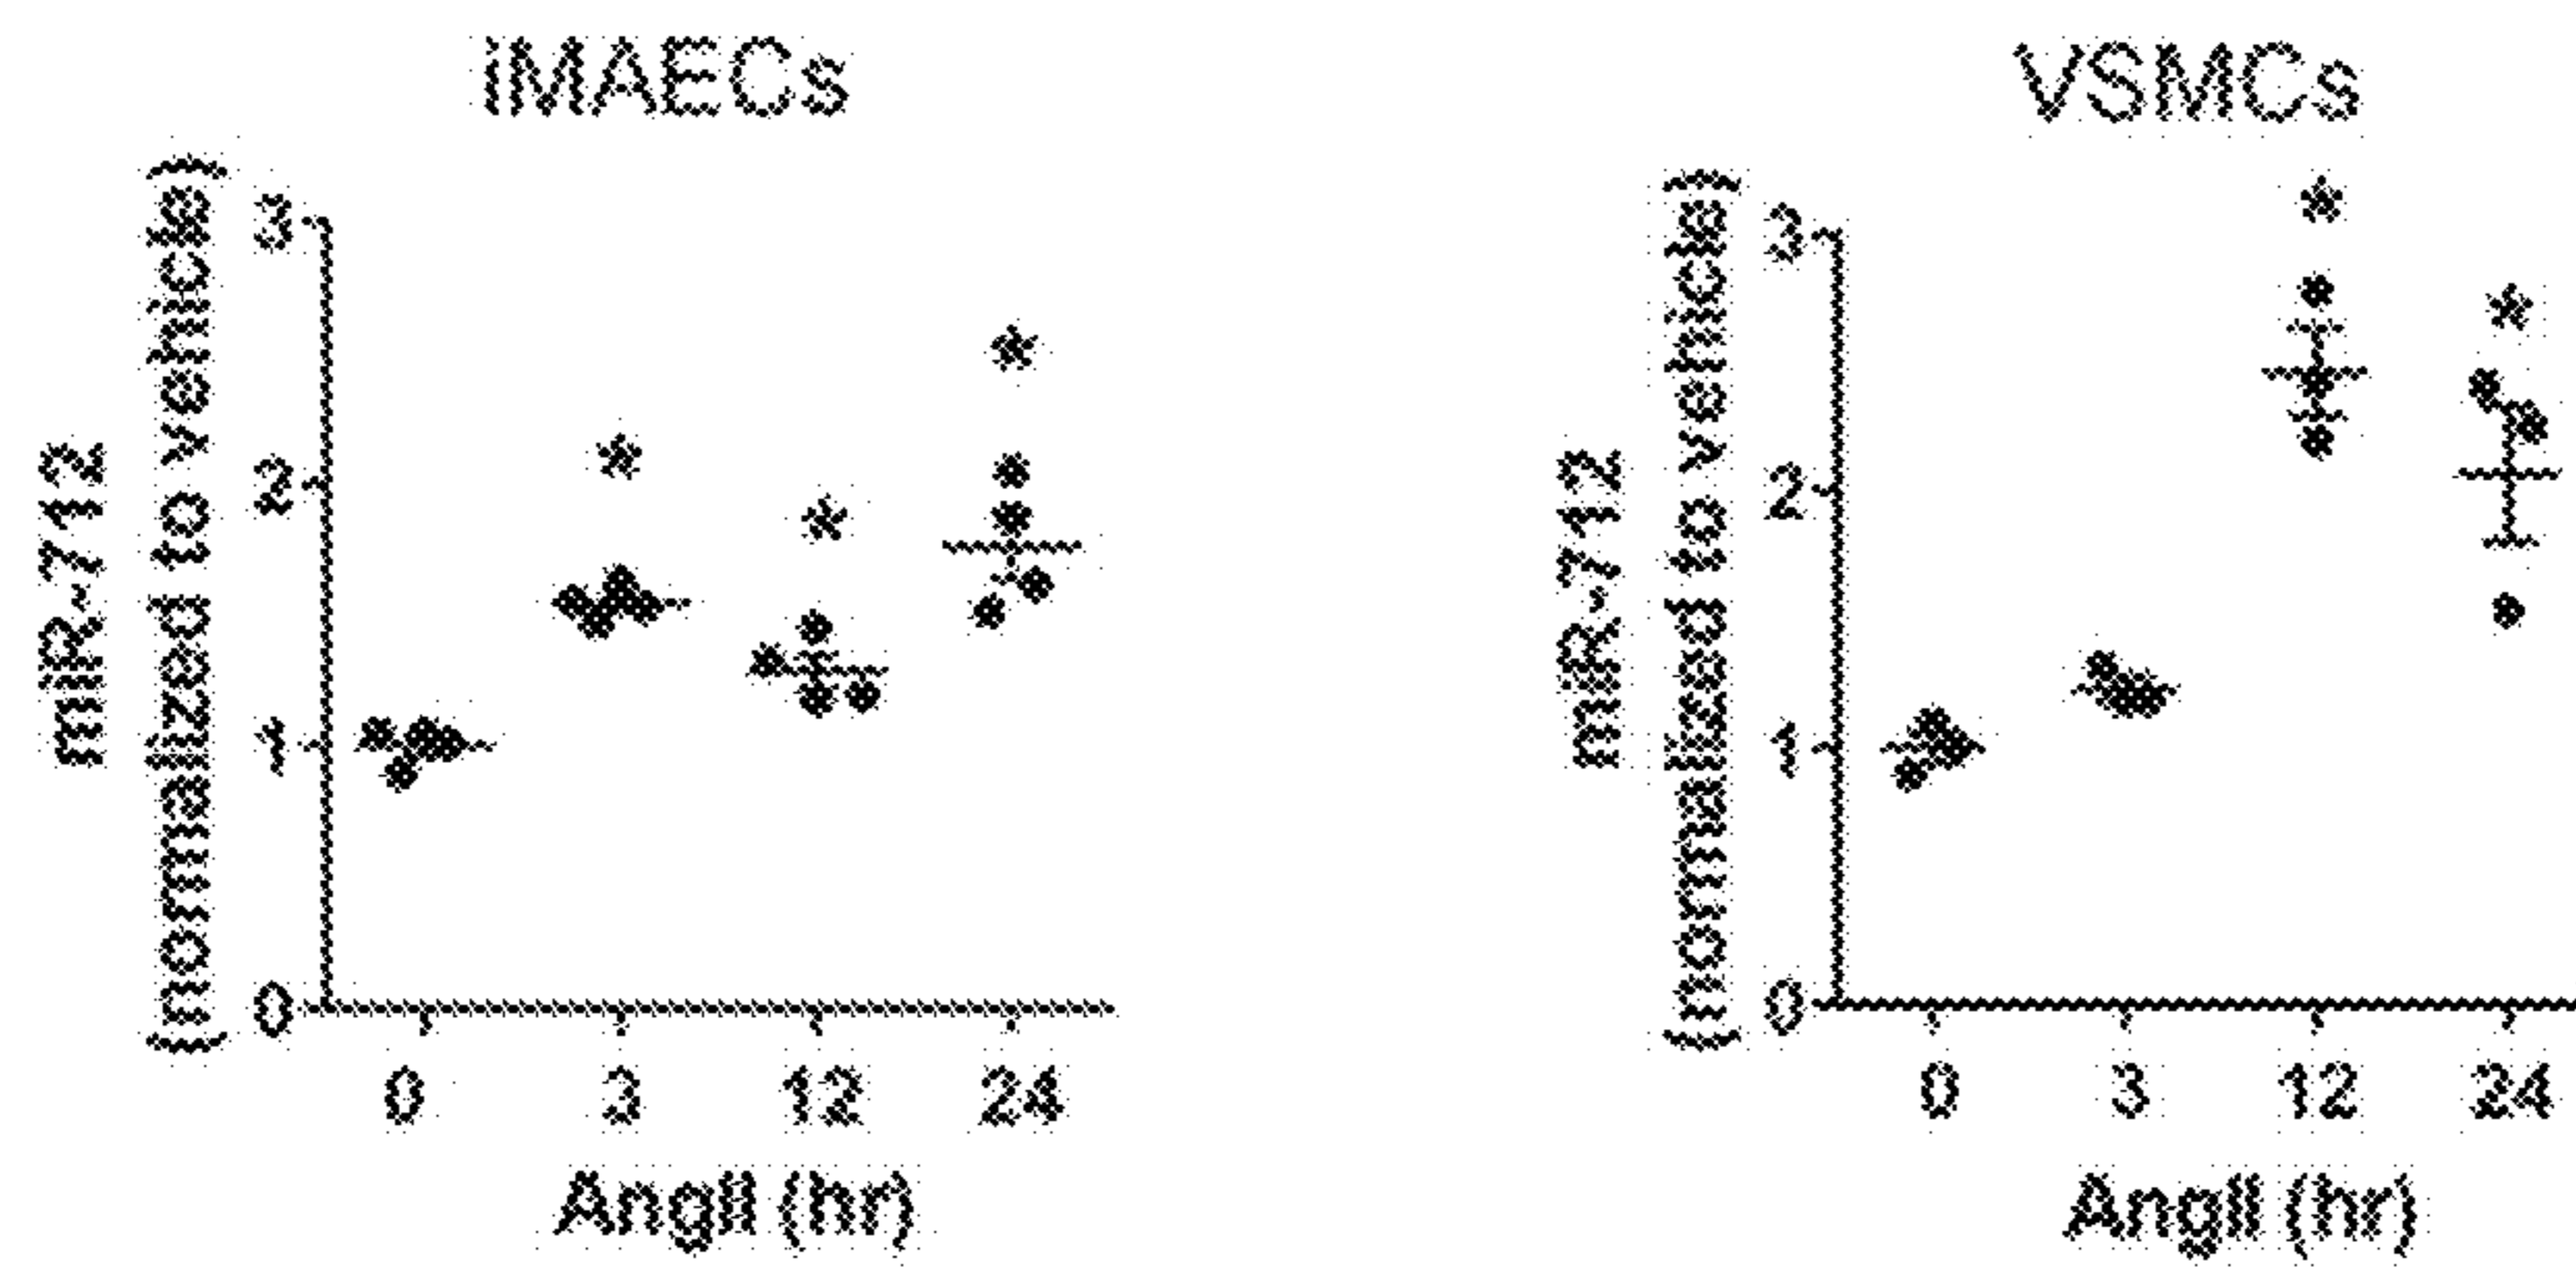 iMAECs
miR-712
(normalized to vehicle)
3
2
1
0
0 3 12 24
AngII (hr)
VSMCs
miR-712
(normalized to vehicle)
3
2
1
0
0 3 12 24
AngII (hr)